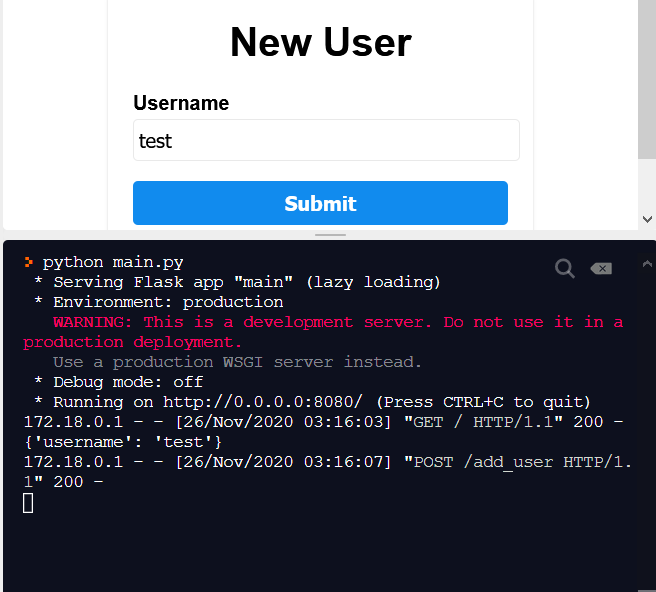 New User
Username
test
Submit
python main.py
* Serving Flask app "main" (lazy loading)
* Environment: production
WARNING: This is a development server. Do not use it in a
production deployment.
Use a production WSGI server instead.
* Debug mode: off
* Running on http://0.0.0.0:8080/ (Press CTRL+C to quit)
172.18.0.1 - - [26/Nov/2020 03:16:03] "GET / HTTP/1.1" 200 -
{'username': 'test'}
172.18.0.1 - - [26/Nov/2020 03:16:07] "POST /add_user HTTP/1.
1" 200 -